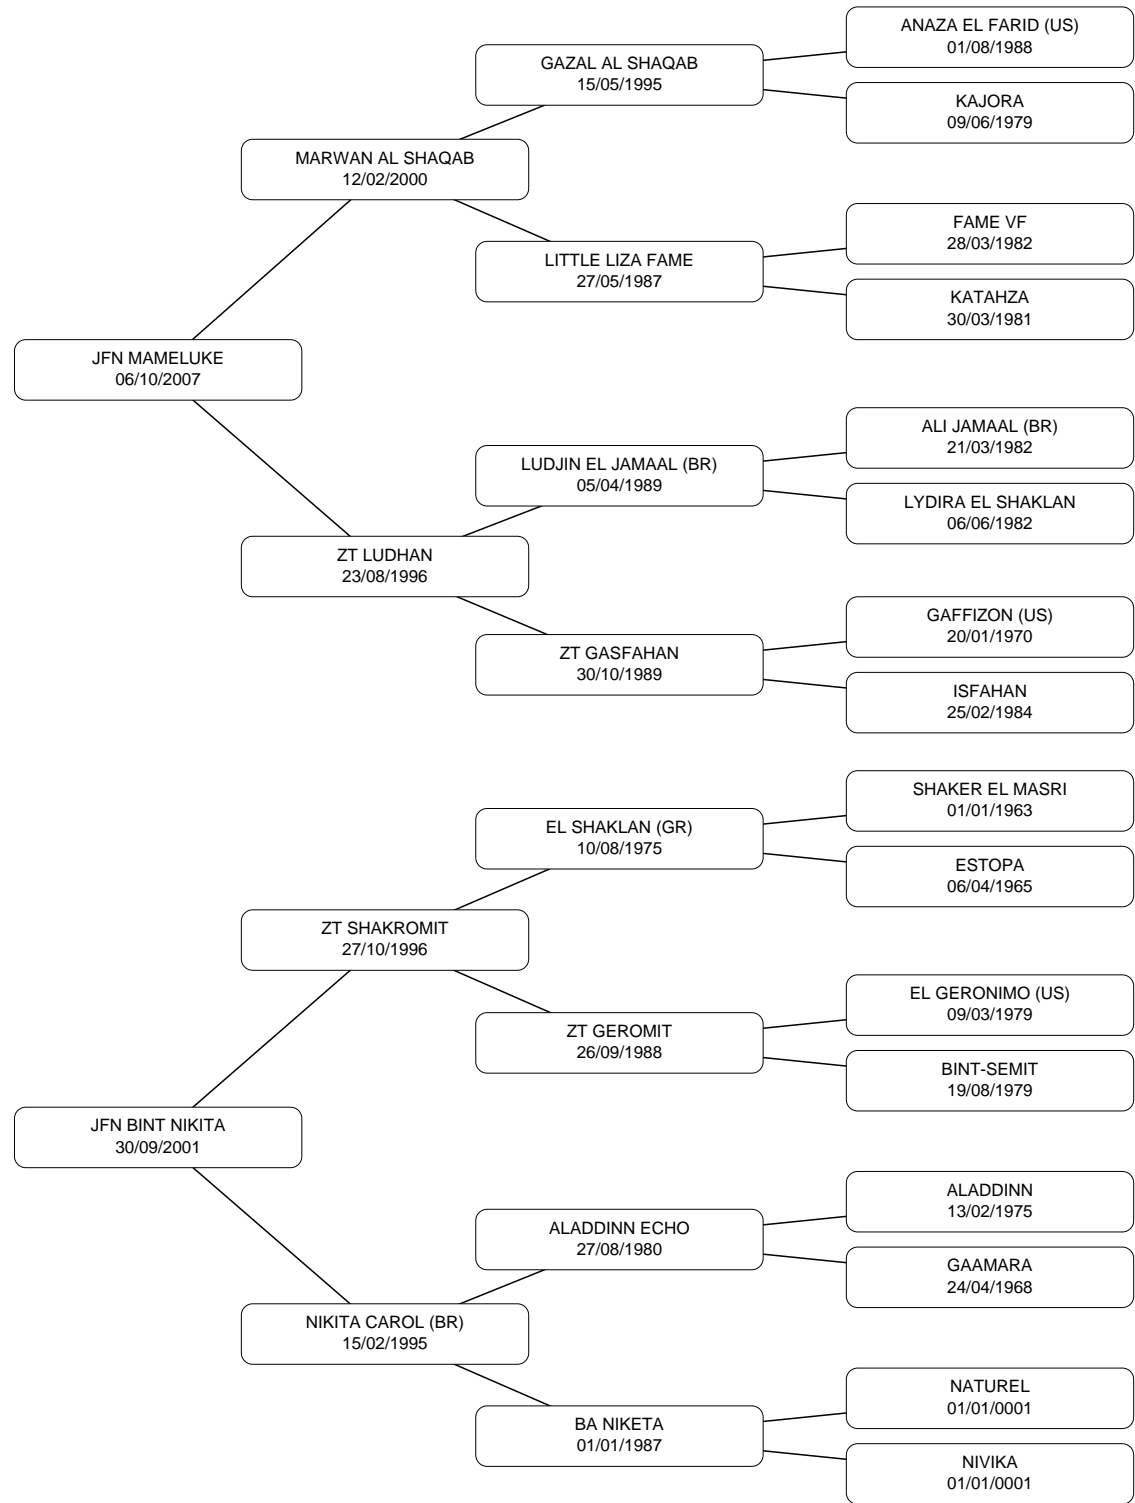 ANAZA EL FARID (US)
01/08/1988
GAZAL AL SHAQAB
15/05/1995
KAJORA
09/06/1979
MARWAN AL SHAQAB
12/02/2000
FAME VF
28/03/1982
LITTLE LIZA FAME
27/05/1987
KATAHZA
30/03/1981
JFN MAMELUKE
06/10/2007
ALI JAMAAL (BR)
21/03/1982
LUDJIN EL JAMAAL (BR)
05/04/1989
LYDIRA EL SHAKLAN
06/06/1982
ZT LUDHAN
23/08/1996
GAFFIZON (US)
20/01/1970
ZT GASFAHAN
30/10/1989
ISFAHAN
25/02/1984
SHAKER EL MASRI
01/01/1963
EL SHAKLAN (GR)
10/08/1975
ESTOPA
06/04/1965
ZT SHAKROMIT
27/10/1996
EL GERONIMO (US)
09/03/1979
ZT GEROMIT
26/09/1988
BINT-SEMIT
19/08/1979
JFN BINT NIKITA
30/09/2001
ALADDINN
13/02/1975
ALADDINN ECHO
27/08/1980
GAAMARA
24/04/1968
NIKITA CAROL (BR)
15/02/1995
NATUREL
01/01/0001
BA NIKETA
01/01/1987
NIVIKA
01/01/0001